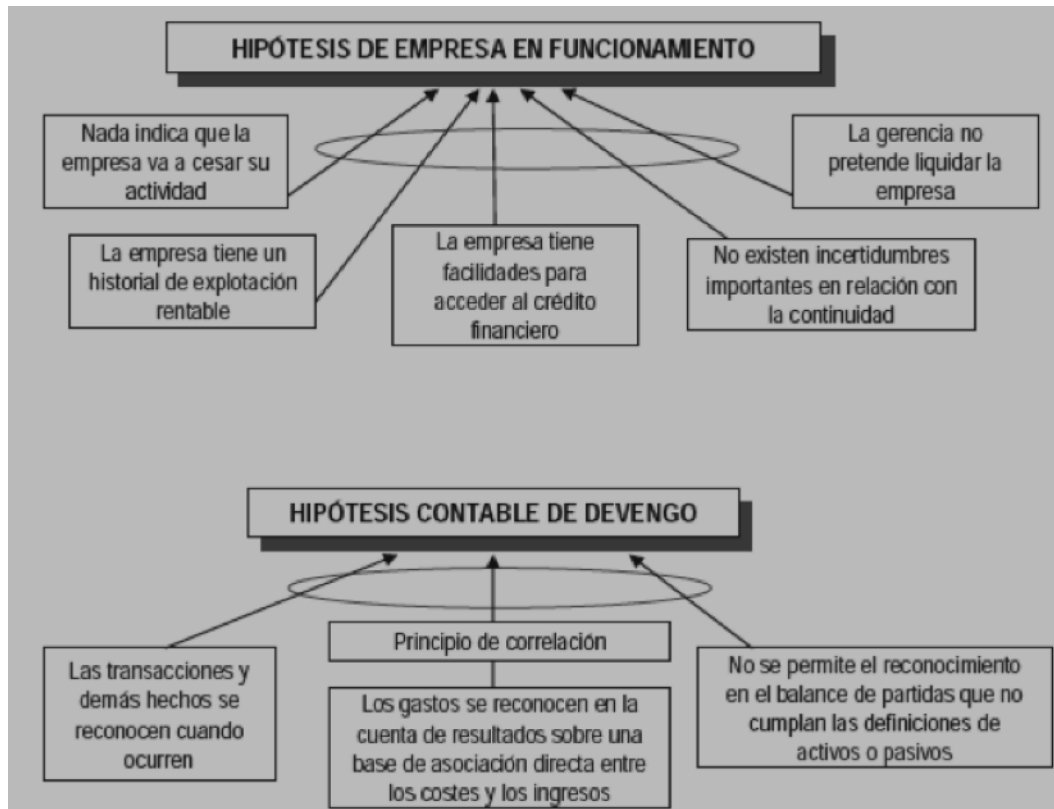 HIPÓTESIS DE EMPRESA EN FUNCIONAMIENTO
Nada indica que la
empresa va a cesar su
actividad
La gerencia no
pretende liquidar la
empresa
La empresa tiene un
historial de explotación
rentable
La empresa tiene
facilidades para
acceder al crédito
financiero
No existen incertidumbres
importantes en relación con
la continuidad
HIPÓTESIS CONTABLE DE DEVENGO
Las transacciones y
demás hechos se
reconocen cuando
ocurren
Principio de correlación
Los gastos se reconocen en la
cuenta de resultados sobre una
base de asociación directa entre
los costes y los ingresos
No se permite el reconocimiento
en el balance de partidas que no
cumplan las definiciones de
activos o pasivos